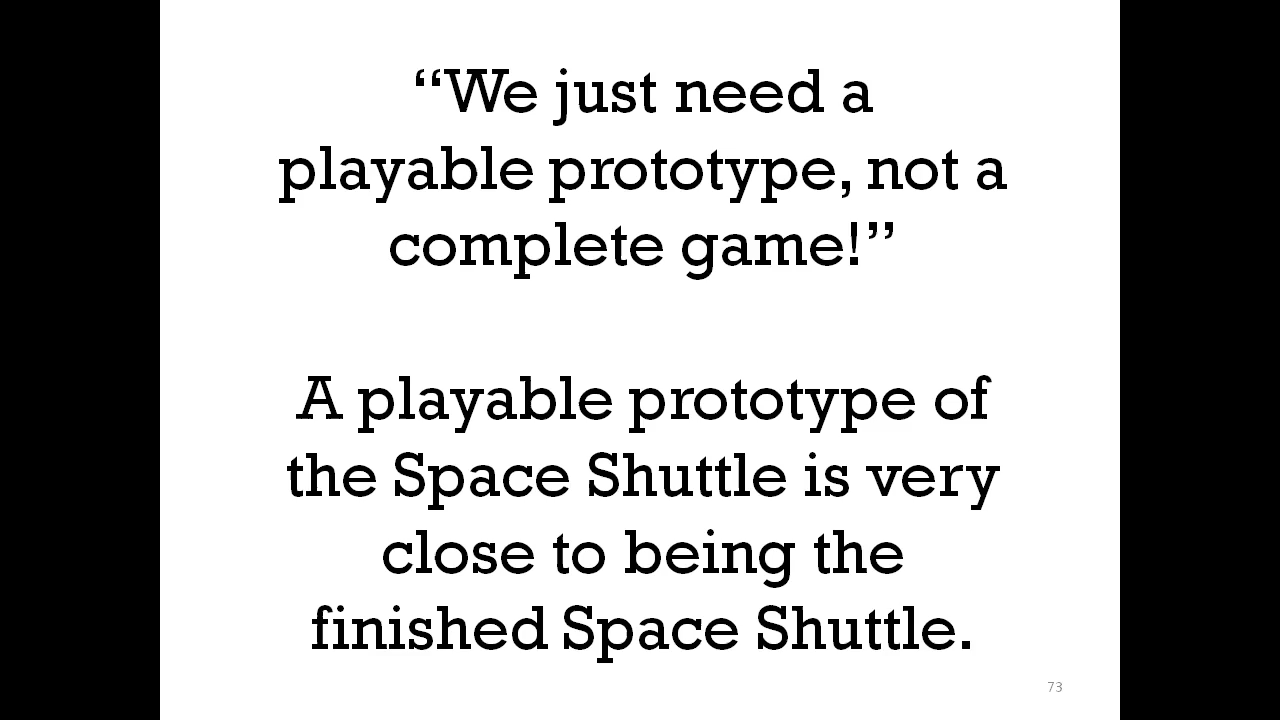 “We just need a
playable prototype, not a
complete game!”
A playable prototype of
the Space Shuttle is very
close to being the
finished Space Shuttle.
73